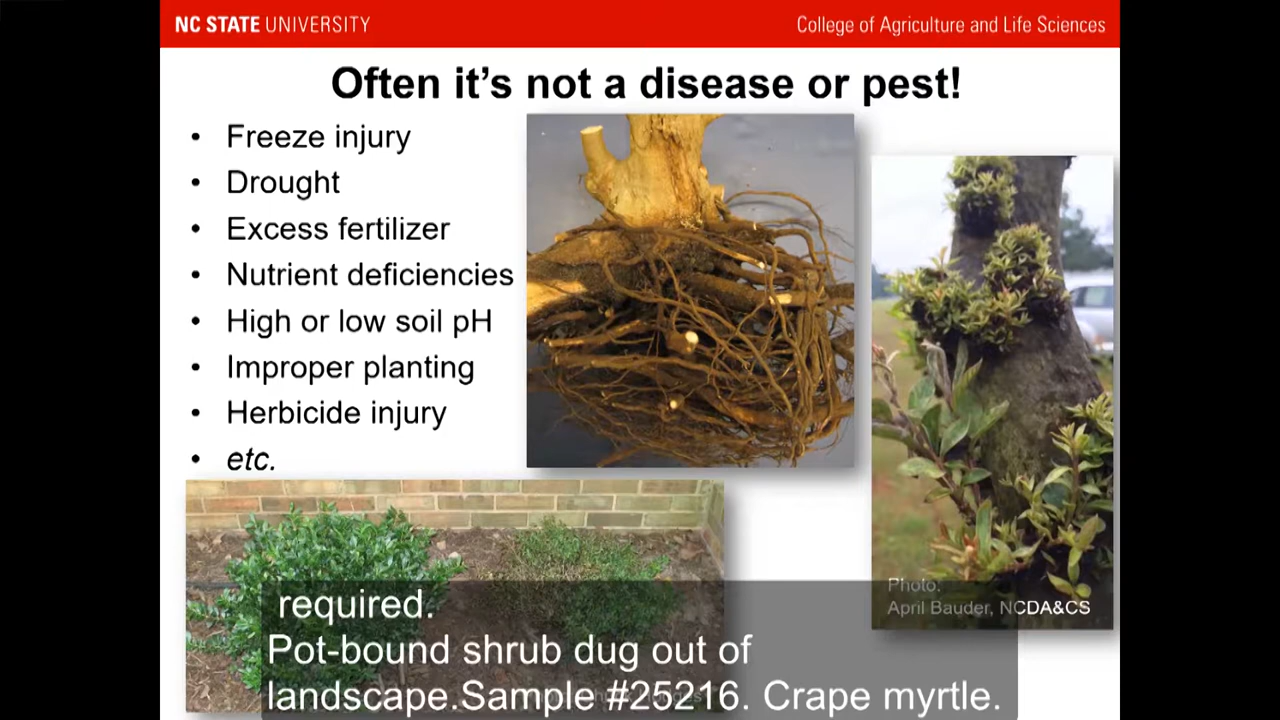 NC STATE UNIVERSITY
College of Agriculture and Life Sciences
Often it's not a disease or pest!
• Freeze injury
• Drought
• Excess fertilizer
• Nutrient deficiencies
• High or low soil pH
• Improper planting
• Herbicide injury
• etc.
Photo:
April Bauder, NCDA&CS
required.
Pot-bound shrub dug out of
landscape.Sample #25216. Crape myrtle.